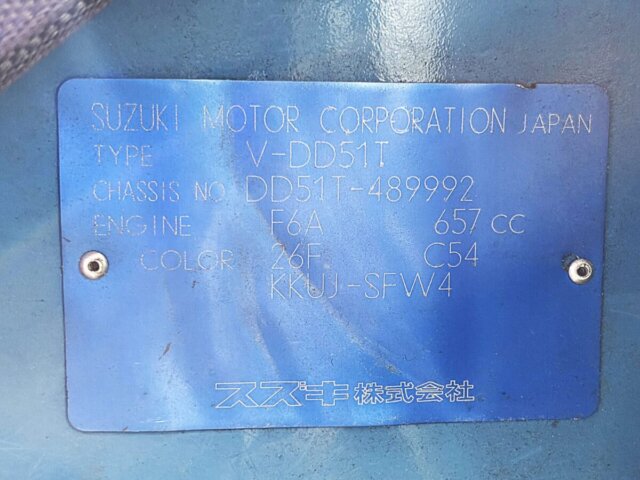 SUZUKI MOTOR CORPORATION JAPAN
TYPE V-DD51T
CHASSIS NO DD51T-489992
ENGINE F6A 657 cc
COLOR 26F C54
KKUJ-SFW4
スズキ株式会社